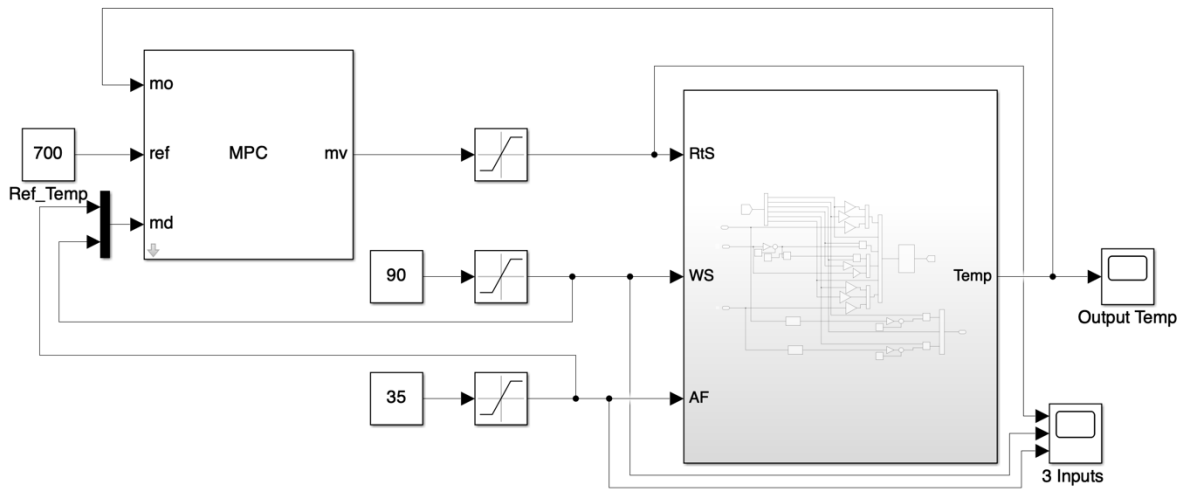 mo
700
ref
MPC
mv
RtS
Ref_Temp
md
90
WS
Temp
Output Temp
35
AF
3 Inputs